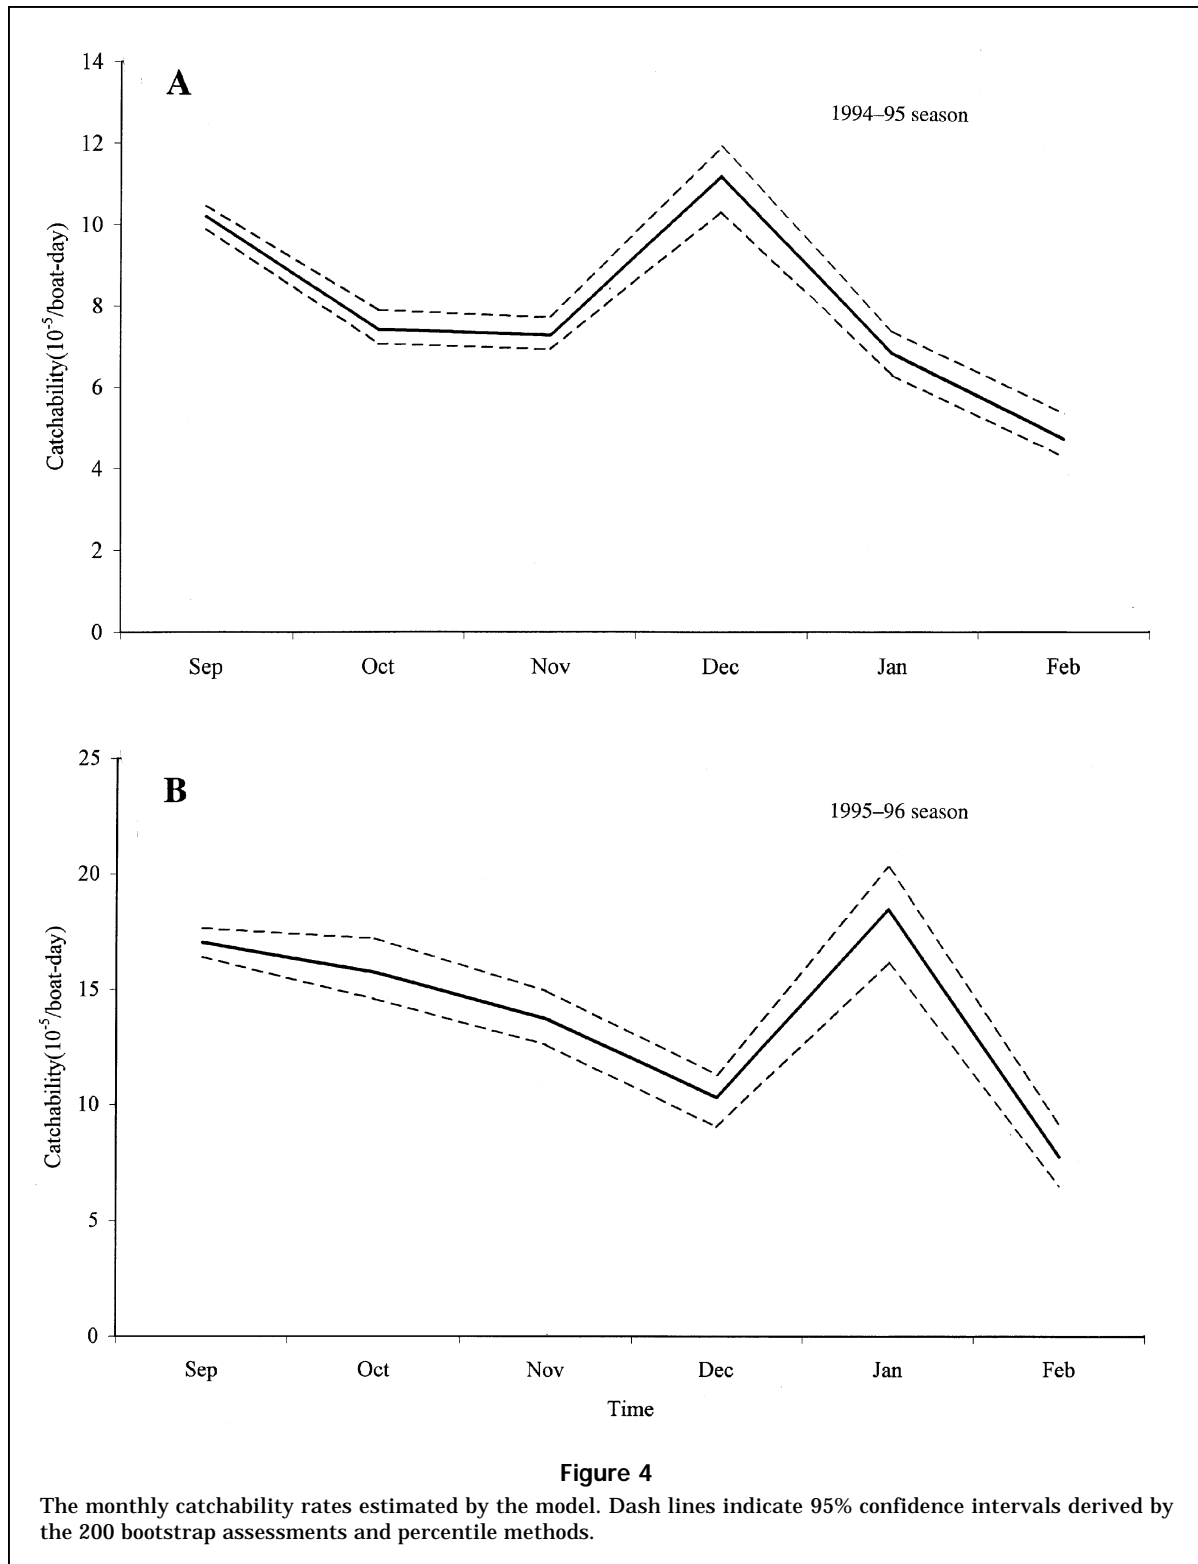 A
1994–95 season
14
12
10
8
6
4
2
0
Catchability(10⁻⁵/boat-day)
Sep Oct Nov Dec Jan Feb
B
1995–96 season
25
20
15
10
5
0
Catchability(10⁻⁵/boat-day)
Sep Oct Nov Dec Jan Feb
Time
Figure 4
The monthly catchability rates estimated by the model. Dash lines indicate 95% confidence intervals derived by
the 200 bootstrap assessments and percentile methods.